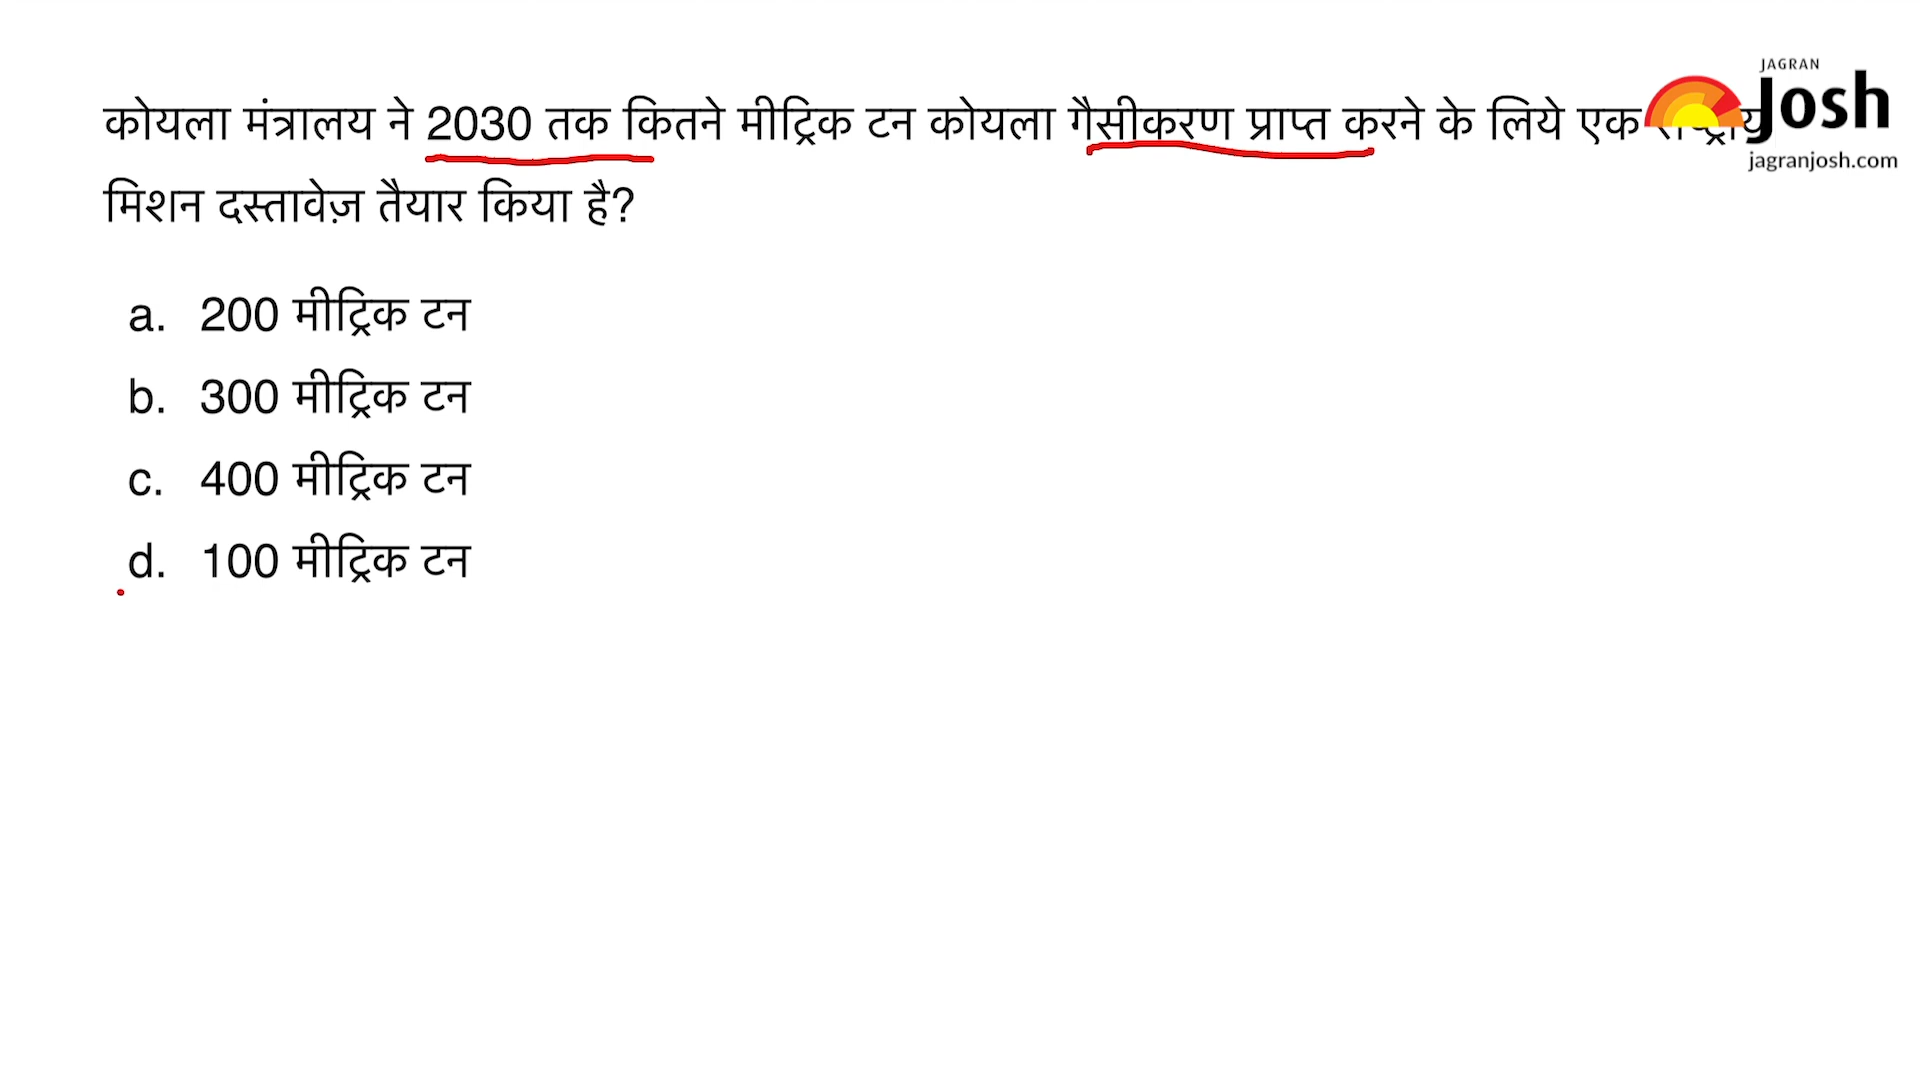 JAGRAN
Josh
jagranjosh.com
कोयला मंत्रालय ने 2030 तक कितने मीट्रिक टन कोयला गैसीकरण प्राप्त करने के लिये एक
मिशन दस्तावेज़ तैयार किया है?
a. 200 मीट्रिक टन
b. 300 मीट्रिक टन
c. 400 मीट्रिक टन
d. 100 मीट्रिक टन